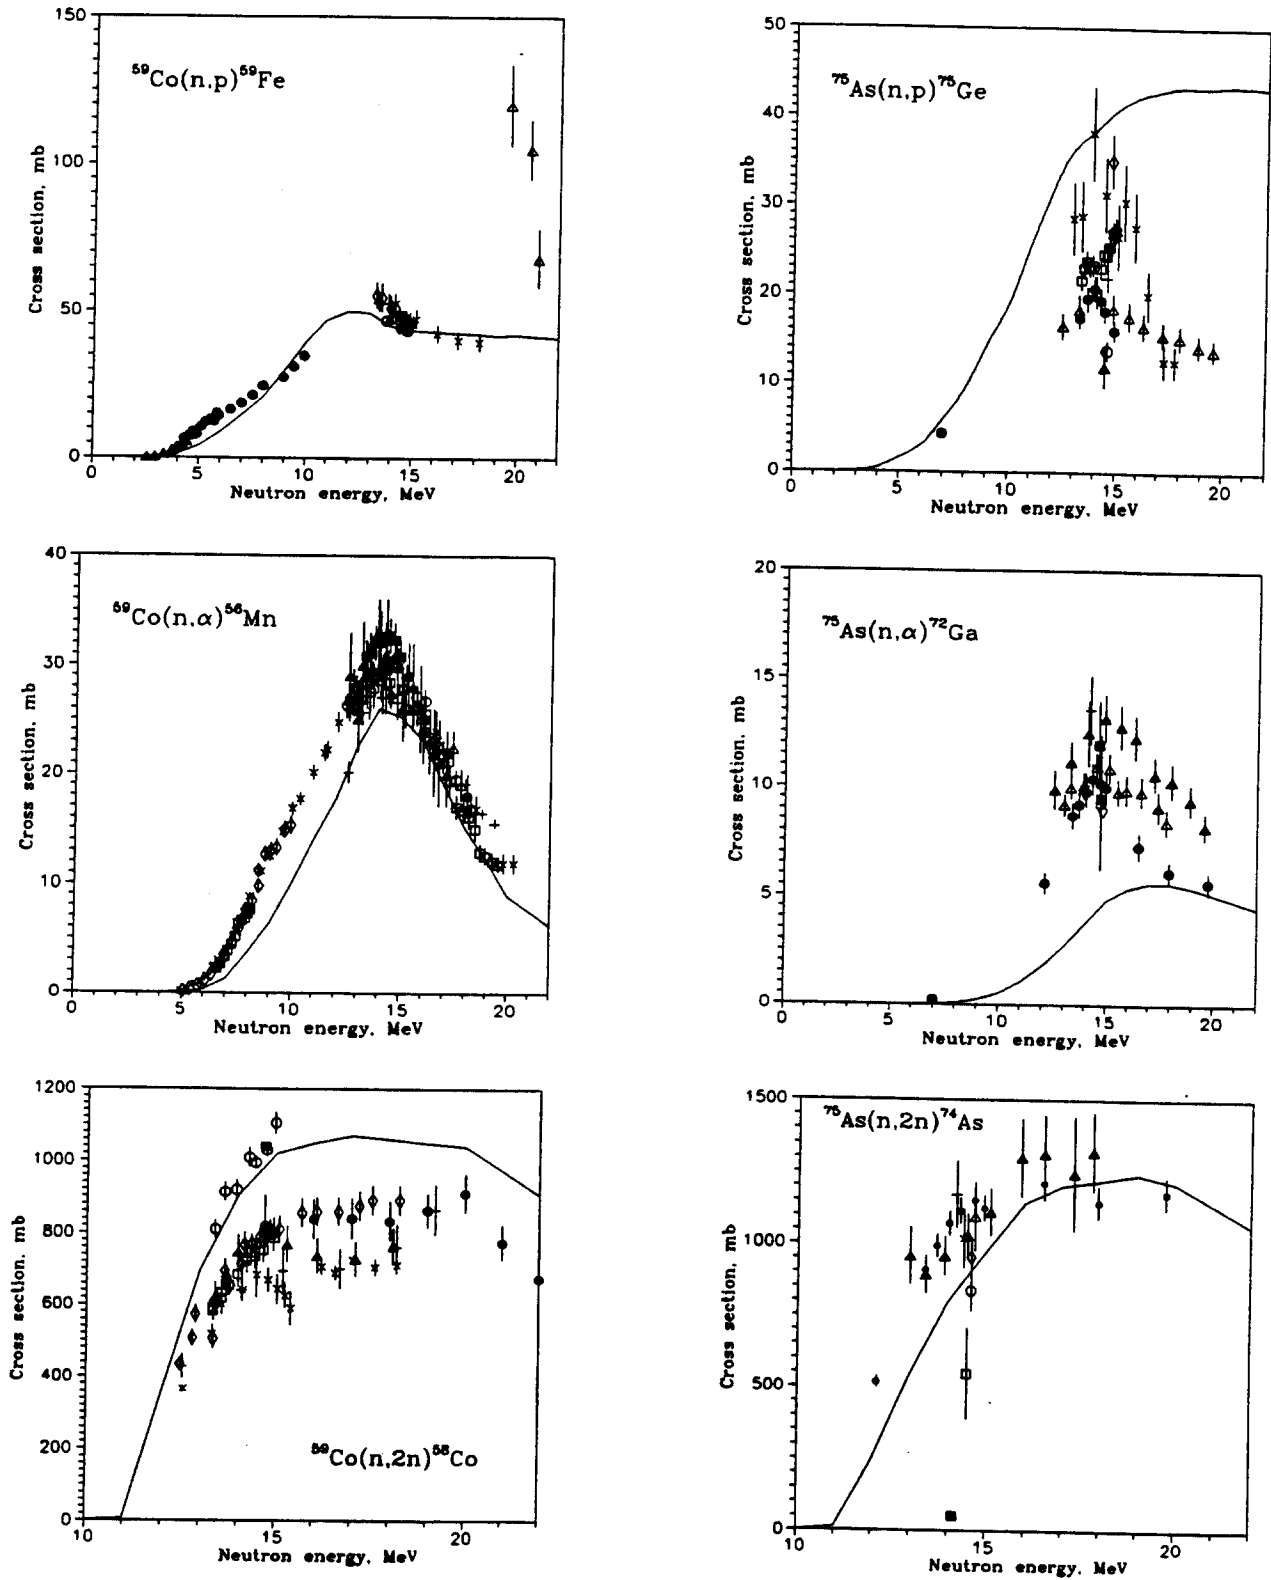 150
100
50
0
Cross section, mb
⁵⁹Co(n,p)⁵⁹Fe
0 5 10 15 20
Neutron energy, MeV
50
40
30
20
10
0
Cross section, mb
⁷⁵As(n,p)⁷⁵Ge
0 5 10 15 20
Neutron energy, MeV
40
30
20
10
0
Cross section, mb
⁵⁹Co(n,α)⁵⁶Mn
0 5 10 15 20
Neutron energy, MeV
20
15
10
5
0
Cross section, mb
⁷⁵As(n,α)⁷²Ga
0 5 10 15 20
Neutron energy, MeV
1200
1000
800
600
400
200
0
Cross section, mb
⁵⁹Co(n,2n)⁵⁸Co
10 15 20
Neutron energy, MeV
1500
1000
500
0
Cross section, mb
⁷⁵As(n,2n)⁷⁴As
10 15 20
Neutron energy, MeV